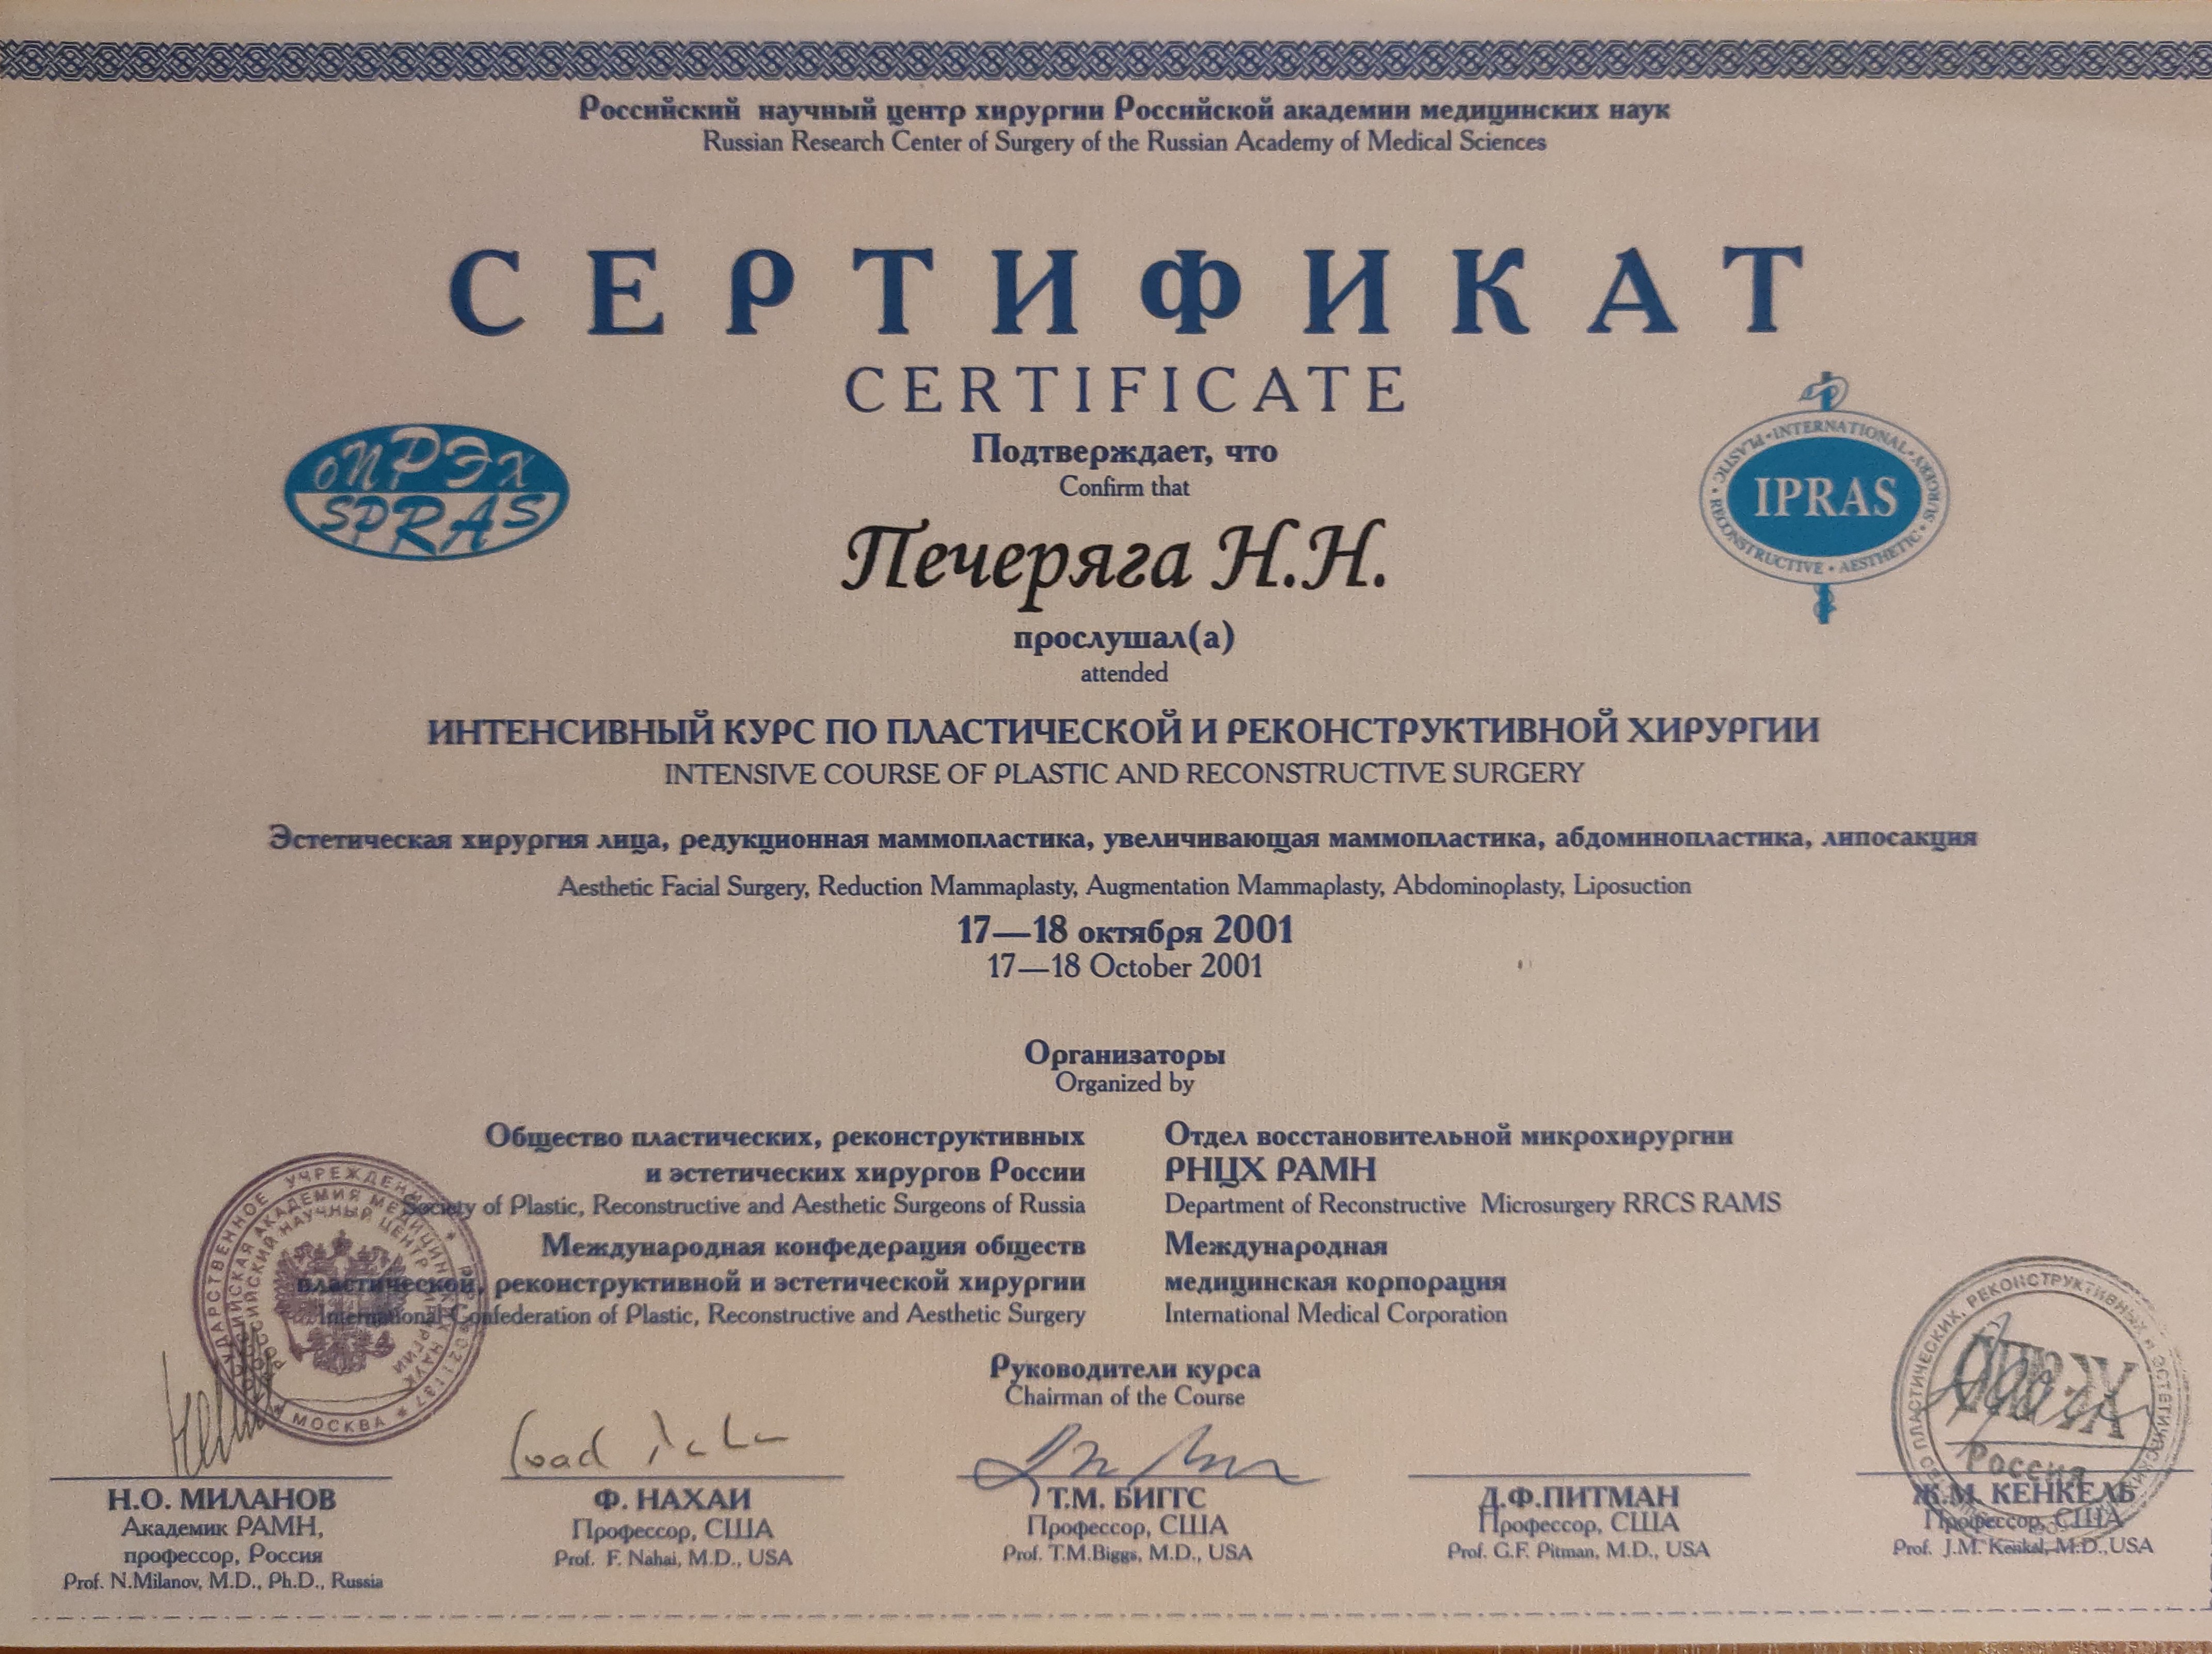 Российский научный центр хирургии Российской академии медицинских наук
Russian Research Center of Surgery of the Russian Academy of Medical Sciences
СЕРТИФИКАТ
CERTIFICATE
Подтверждает, что
Confirm that
опрэх
SPRAS
IPRAS
PLASTIC • INTERNATIONAL • SURGERY • AESTHETIC • RECONSTRUCTIVE
Печеряга Н.Н.
прослушал(а)
attended
ИНТЕНСИВНЫЙ КУРС ПО ПЛАСТИЧЕСКОЙ И РЕКОНСТРУКТИВНОЙ ХИРУРГИИ
INTENSIVE COURSE OF PLASTIC AND RECONSTRUCTIVE SURGERY
Эстетическая хирургия лица, редукционная маммопластика, увеличивающая маммопластика, абдоминопластика, липосакция
Aesthetic Facial Surgery, Reduction Mammaplasty, Augmentation Mammaplasty, Abdominoplasty, Liposuction
17—18 октября 2001
17—18 October 2001
Организаторы
Organized by
Общество пластических, реконструктивных
и эстетических хирургов России
Society of Plastic, Reconstructive and Aesthetic Surgeons of Russia
Международная конфедерация обществ
пластической, реконструктивной и эстетической хирургии
International Confederation of Plastic, Reconstructive and Aesthetic Surgery
Отдел восстановительной микрохирургии
РНЦХ РАМН
Department of Reconstructive Microsurgery RRCS RAMS
Международная
медицинская корпорация
International Medical Corporation
Руководители курса
Chairman of the Course
МОСКВА
Россия
Н.О. МИЛАНОВ
Академик РАМН,
профессор, Россия
Prof. N.Milanov, M.D., Ph.D., Russia
Ф. НАХАИ
Профессор, США
Prof. F. Nahai, M.D., USA
Т.М. БИГГС
Профессор, США
Prof. T.M.Biggs, M.D., USA
Д.Ф.ПИТМАН
Профессор, США
Prof. G.F. Pitman, M.D., USA
Ж.М. КЕНКЕЛЬ
Профессор, США
Prof. J.M. Kenkel, M.D.,USA